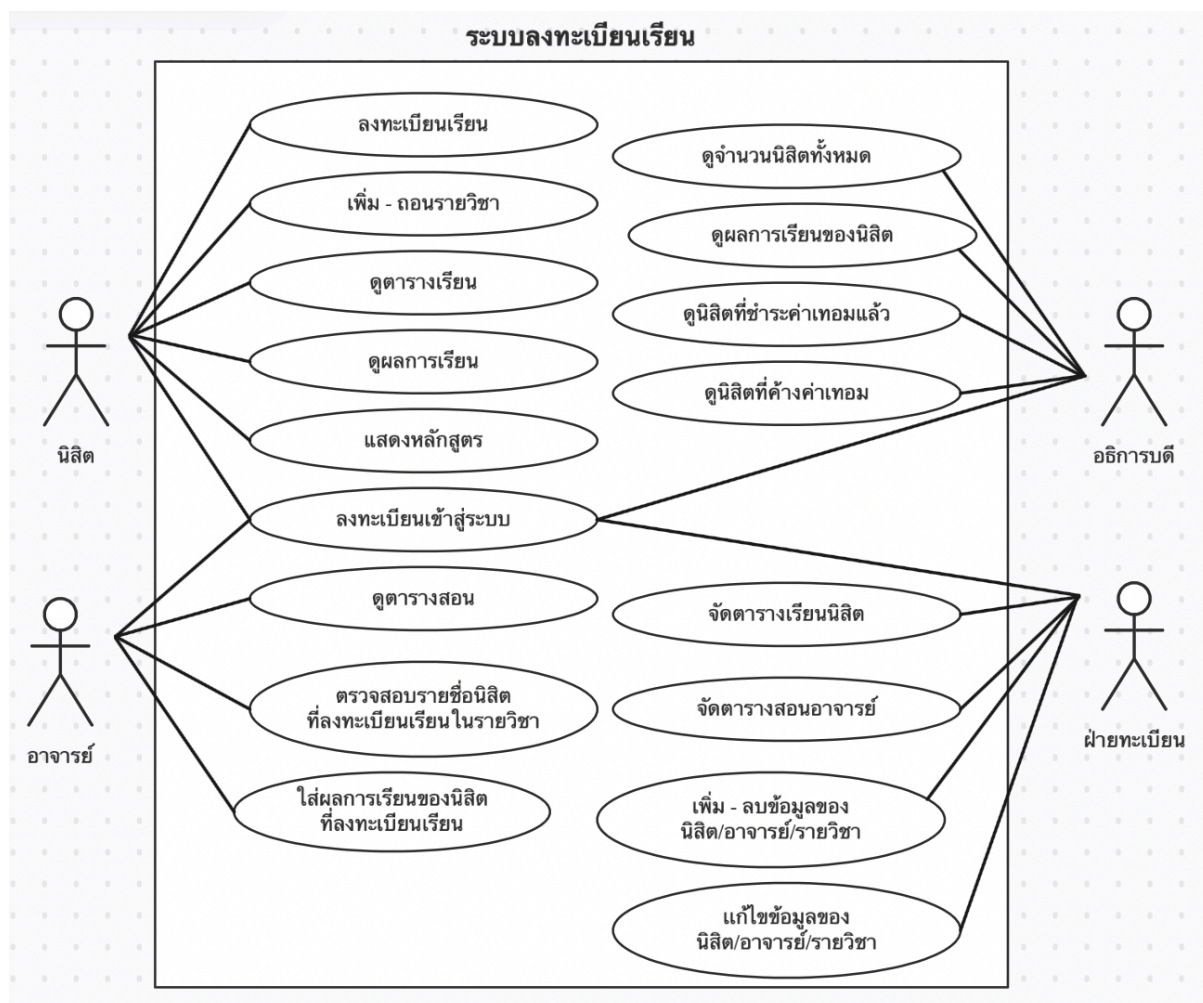 ระบบลงทะเบียนเรียน
ลงทะเบียนเรียน
เพิ่ม - ถอนรายวิชา
ดูตารางเรียน
ดูผลการเรียน
แสดงหลักสูตร
ลงทะเบียนเข้าสู่ระบบ
ดูตารางสอน
ตรวจสอบรายชื่อนิสิต
ที่ลงทะเบียนเรียนในรายวิชา
ใส่ผลการเรียนของนิสิต
ที่ลงทะเบียนเรียน
ดูจำนวนนิสิตทั้งหมด
ดูผลการเรียนของนิสิต
ดูนิสิตที่ชำระค่าเทอมแล้ว
ดูนิสิตที่ค้างค่าเทอม
จัดตารางเรียนนิสิต
จัดตารางสอนอาจารย์
เพิ่ม - ลบข้อมูลของ
นิสิต/อาจารย์/รายวิชา
แก้ไขข้อมูลของ
นิสิต/อาจารย์/รายวิชา
นิสิต
อาจารย์
อธิการบดี
ฝ่ายทะเบียน